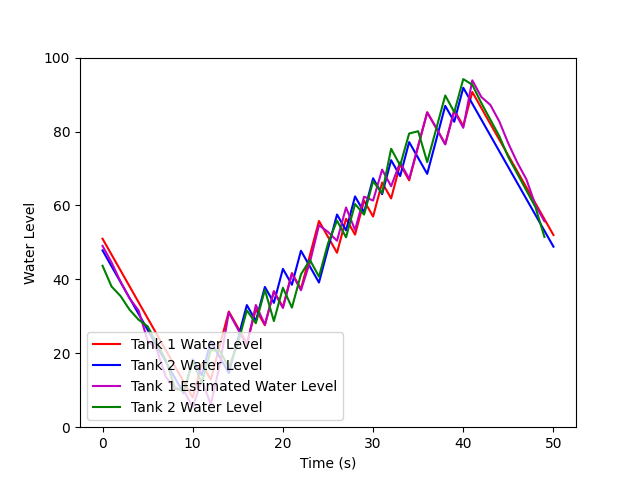 100
80
60
40
20
0
Water Level
Tank 1 Water Level
Tank 2 Water Level
Tank 1 Estimated Water Level
Tank 2 Water Level
0 10 20 30 40 50
Time (s)